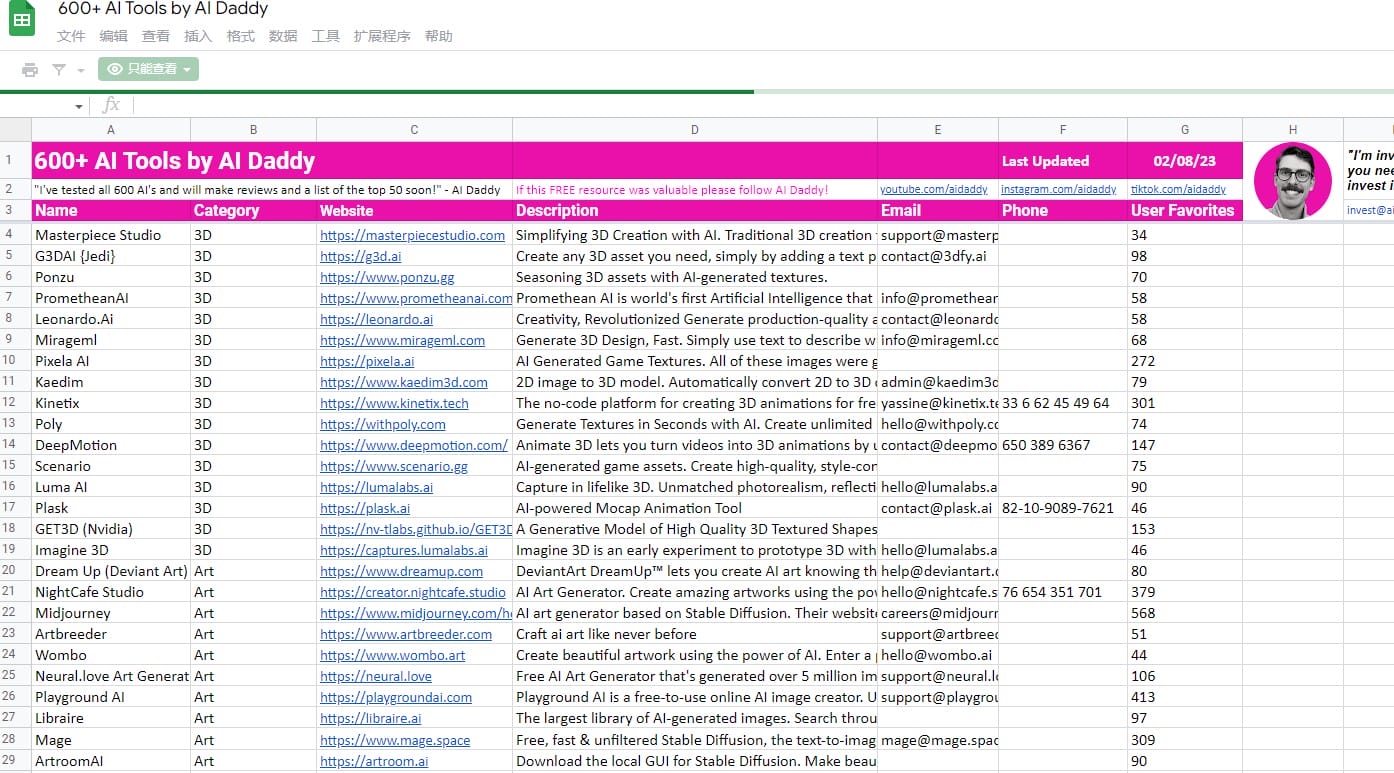 600+ AI Tools by AI Daddy
文件 编辑 查看 插入 格式 数据 工具 扩展程序 帮助
只能查看
fx
A B C D E F G H
1 600+ AI Tools by AI Daddy Last Updated 02/08/23 "I'm inv
you nee
invest i
2 "I've tested all 600 AI's and will make reviews and a list of the top 50 soon!" - AI Daddy If this FREE resource was valuable please follow AI Daddy! youtube.com/aidaddy instagram.com/aidaddy tiktok.com/aidaddy
3 Name Category Website Description Email Phone User Favorites invest@ai
4 Masterpiece Studio 3D https://masterpiecestudio.com Simplifying 3D Creation with AI. Traditional 3D creation support@masterp 34
5 G3DAI {Jedi} 3D https://g3d.ai Create any 3D asset you need, simply by adding a text p contact@3dfy.ai 98
6 Ponzu 3D https://www.ponzu.gg Seasoning 3D assets with AI-generated textures. 70
7 PrometheanAI 3D https://www.prometheanai.com Promethean AI is world's first Artificial Intelligence that info@promethean 58
8 Leonardo.Ai 3D https://leonardo.ai Creativity, Revolutionized Generate production-quality a contact@leonardo 58
9 Mirageml 3D https://www.mirageml.com Generate 3D Design, Fast. Simply use text to describe w info@mirageml.co 68
10 Pixela AI 3D https://pixela.ai AI Generated Game Textures. All of these images were g 272
11 Kaedim 3D https://www.kaedim3d.com 2D image to 3D model. Automatically convert 2D to 3D admin@kaedim3d 79
12 Kinetix 3D https://www.kinetix.tech The no-code platform for creating 3D animations for fre yassine@kinetix.te 33 6 62 45 49 64 301
13 Poly 3D https://withpoly.com Generate Textures in Seconds with AI. Create unlimited hello@withpoly.co 74
14 DeepMotion 3D https://www.deepmotion.com/ Animate 3D lets you turn videos into 3D animations by u contact@deepmo 650 389 6367 147
15 Scenario 3D https://www.scenario.gg AI-generated game assets. Create high-quality, style-con 75
16 Luma AI 3D https://lumalabs.ai Capture in lifelike 3D. Unmatched photorealism, reflecti hello@lumalabs.a 90
17 Plask 3D https://plask.ai AI-powered Mocap Animation Tool contact@plask.ai 82-10-9089-7621 46
18 GET3D (Nvidia) 3D https://nv-tlabs.github.io/GET3D A Generative Model of High Quality 3D Textured Shapes 153
19 Imagine 3D 3D https://captures.lumalabs.ai Imagine 3D is an early experiment to prototype 3D with hello@lumalabs.a 46
20 Dream Up (Deviant Art) Art https://www.dreamup.com DeviantArt DreamUp™ lets you create AI art knowing th help@deviantart.c 80
21 NightCafe Studio Art https://creator.nightcafe.studio AI Art Generator. Create amazing artworks using the pow hello@nightcafe.s 76 654 351 701 379
22 Midjourney Art https://www.midjourney.com/ho AI art generator based on Stable Diffusion. Their website careers@midjourn 568
23 Artbreeder Art https://www.artbreeder.com Craft ai art like never before support@artbreed 51
24 Wombo Art https://www.wombo.art Create beautiful artwork using the power of AI. Enter a p hello@wombo.ai 44
25 Neural.love Art Generat Art https://neural.love Free AI Art Generator that's generated over 5 million im support@neural.lo 106
26 Playground AI Art https://playgroundai.com Playground AI is a free-to-use online AI image creator. U support@playgrou 413
27 Libraire Art https://libraire.ai The largest library of AI-generated images. Search throu 97
28 Mage Art https://www.mage.space Free, fast & unfiltered Stable Diffusion, the text-to-imag mage@mage.spac 309
29 ArtroomAI Art https://artroom.ai Download the local GUI for Stable Diffusion. Make beau 90